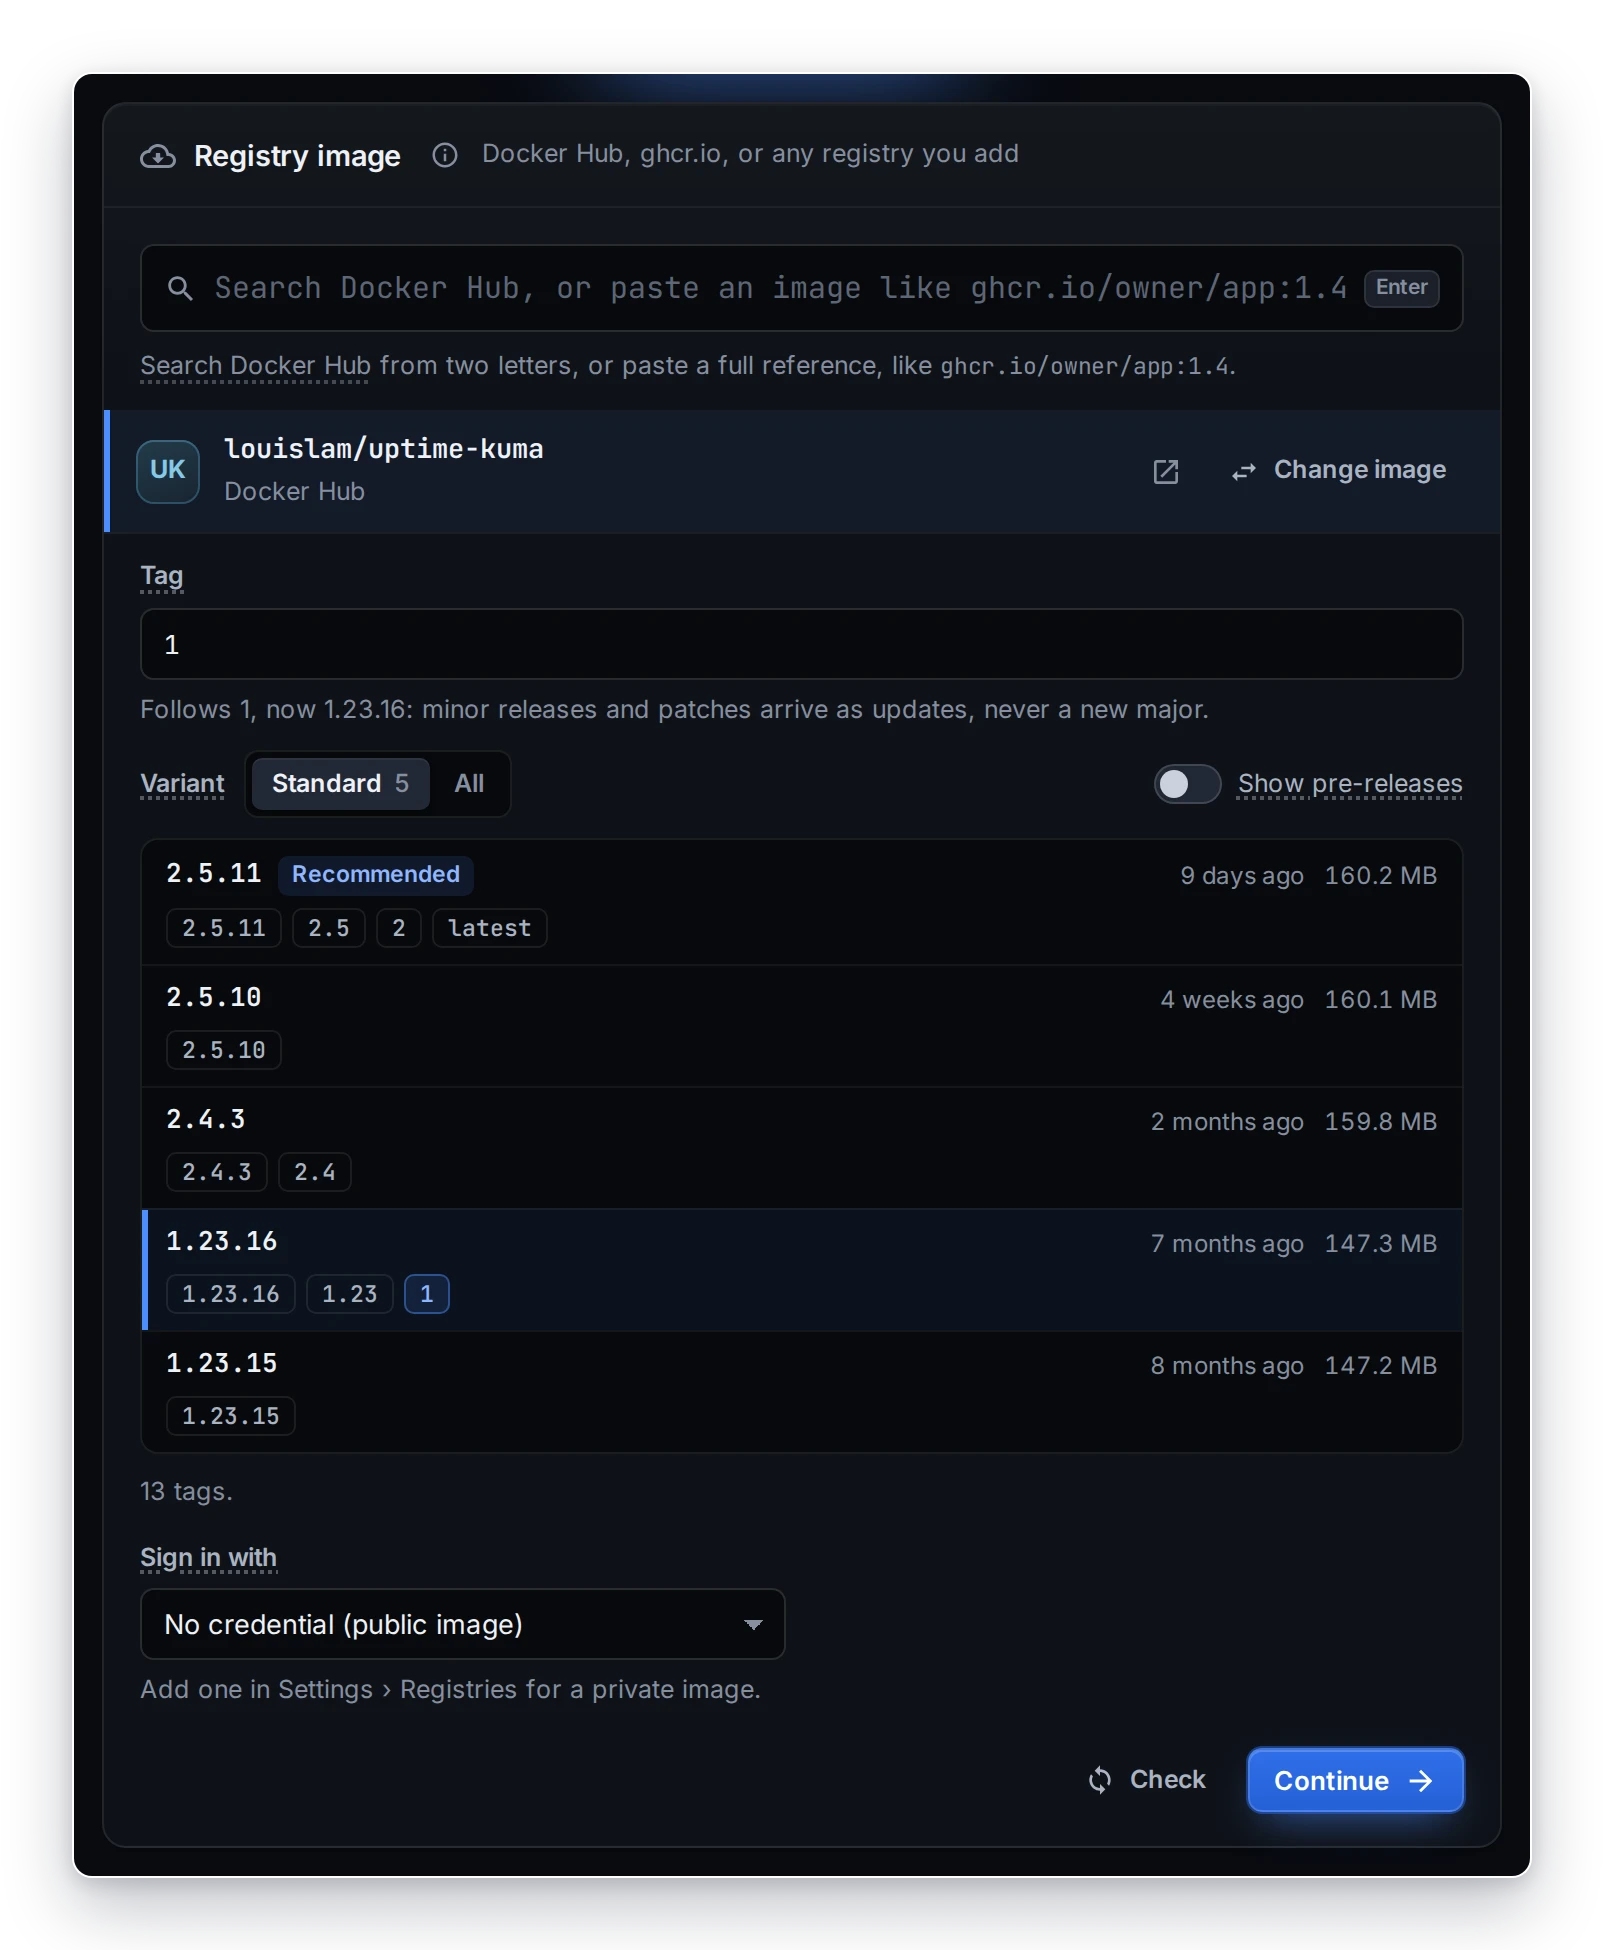 Registry image Docker Hub, ghcr.io, or any registry you add
Search Docker Hub, or paste an image like ghcr.io/owner/app:1.4 Enter
Search Docker Hub from two letters, or paste a full reference, like ghcr.io/owner/app:1.4.
UK
louislam/uptime-kuma
Docker Hub
Change image
Tag
1
Follows 1, now 1.23.16: minor releases and patches arrive as updates, never a new major.
Variant Standard 5 All Show pre-releases
2.5.11 Recommended 9 days ago 160.2 MB
2.5.11 2.5 2 latest
2.5.10 4 weeks ago 160.1 MB
2.5.10
2.4.3 2 months ago 159.8 MB
2.4.3 2.4
1.23.16 7 months ago 147.3 MB
1.23.16 1.23 1
1.23.15 8 months ago 147.2 MB
1.23.15
13 tags.
Sign in with
No credential (public image)
Add one in Settings › Registries for a private image.
Check Continue